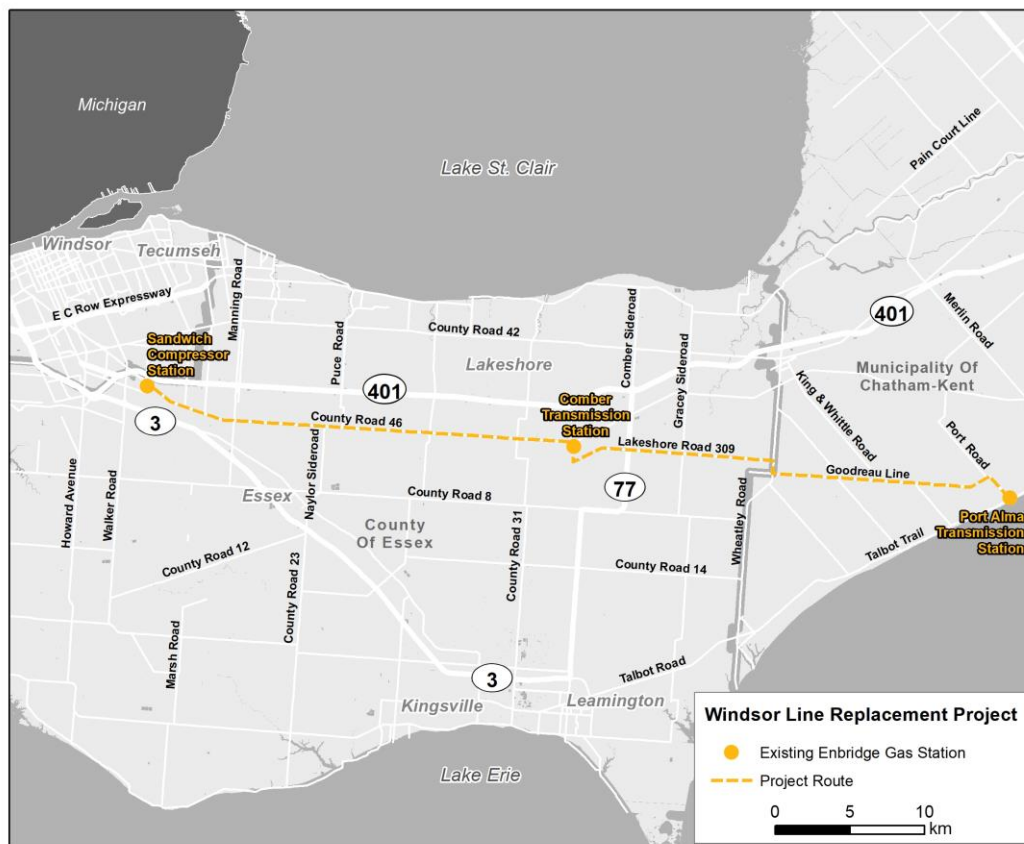 Michigan
Lake St. Clair
Pain Court Line
Windsor
Tecumseh
E C Row Expressway
Manning Road
Sandwich
Compressor
Station
Puce Road
County Road 42
Lakeshore
Comber Sideroad
Gracey Sideroad
401
Merlin Road
Municipality Of
Chatham-Kent
King & Whittle Road
401
Comber
Transmission
Station
3
County Road 46
Lakeshore Road 309
Port Road
Goodreau Line
Howard Avenue
Walker Road
Essex
Naylor Sideroad
County Road 8
77
Port Alma
Transmission
Station
County
Of Essex
County Road 31
Wheatley Road
Talbot Trail
County Road 12
County Road 23
County Road 14
Marsh Road
3
Talbot Road
Kingsville
Leamington
Lake Erie
Windsor Line Replacement Project
Existing Enbridge Gas Station
Project Route
0 5 10
km